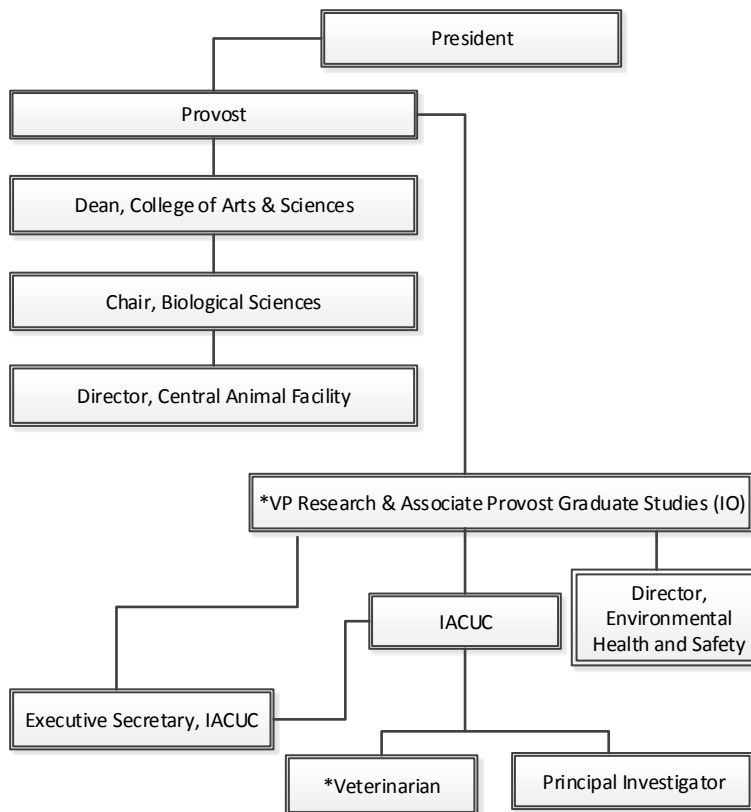 President
Provost
Dean, College of Arts & Sciences
Chair, Biological Sciences
Director, Central Animal Facility
*VP Research & Associate Provost Graduate Studies (IO)
Director,
Environmental
Health and Safety
IACUC
Executive Secretary, IACUC
*Veterinarian
Principal Investigator